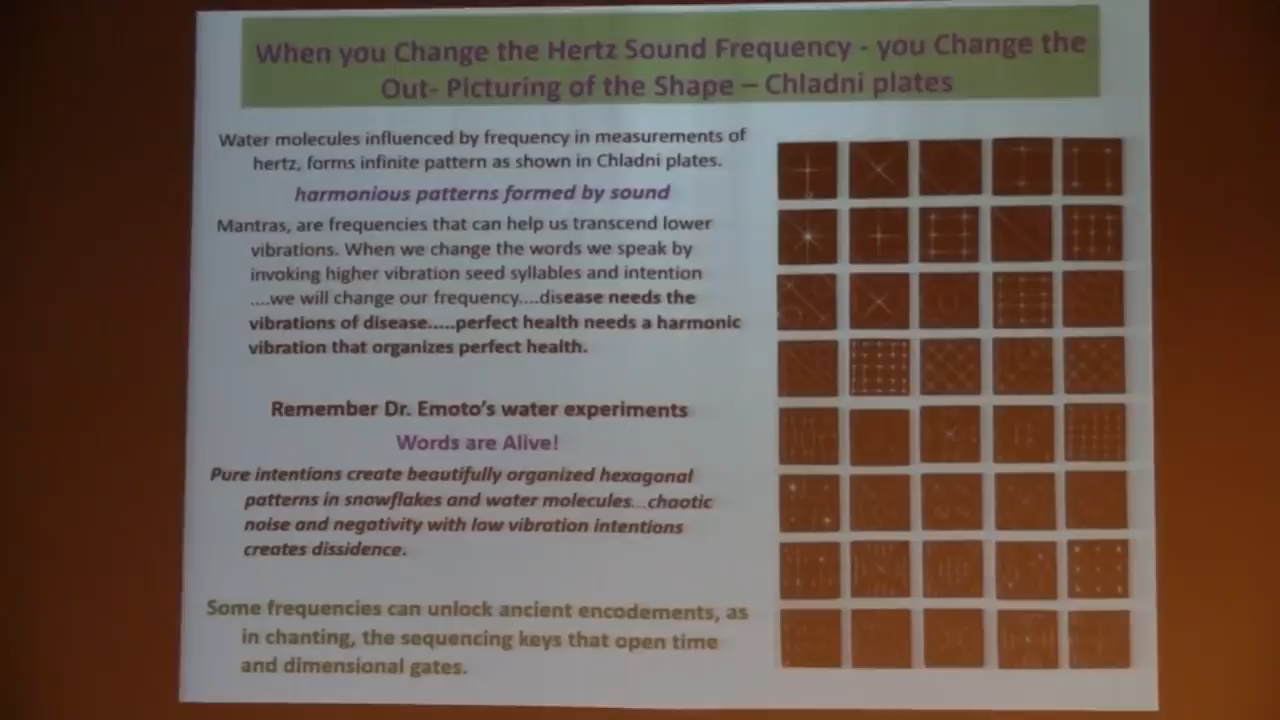 When you Change the Hertz Sound Frequency - you Change the
Out- Picturing of the Shape – Chladni plates
Water molecules influenced by frequency in measurements of
hertz, forms infinite pattern as shown in Chladni plates.
harmonious patterns formed by sound
Mantras, are frequencies that can help us transcend lower
vibrations. When we change the words we speak by
invoking higher vibration seed syllables and intention
....we will change our frequency....disease needs the
vibrations of disease.....perfect health needs a harmonic
vibration that organizes perfect health.
Remember Dr. Emoto's water experiments
Words are Alive!
Pure intentions create beautifully organized hexagonal
patterns in snowflakes and water molecules...chaotic
noise and negativity with low vibration intentions
creates dissidence.
Some frequencies can unlock ancient encodements, as
in chanting, the sequencing keys that open time
and dimensional gates.